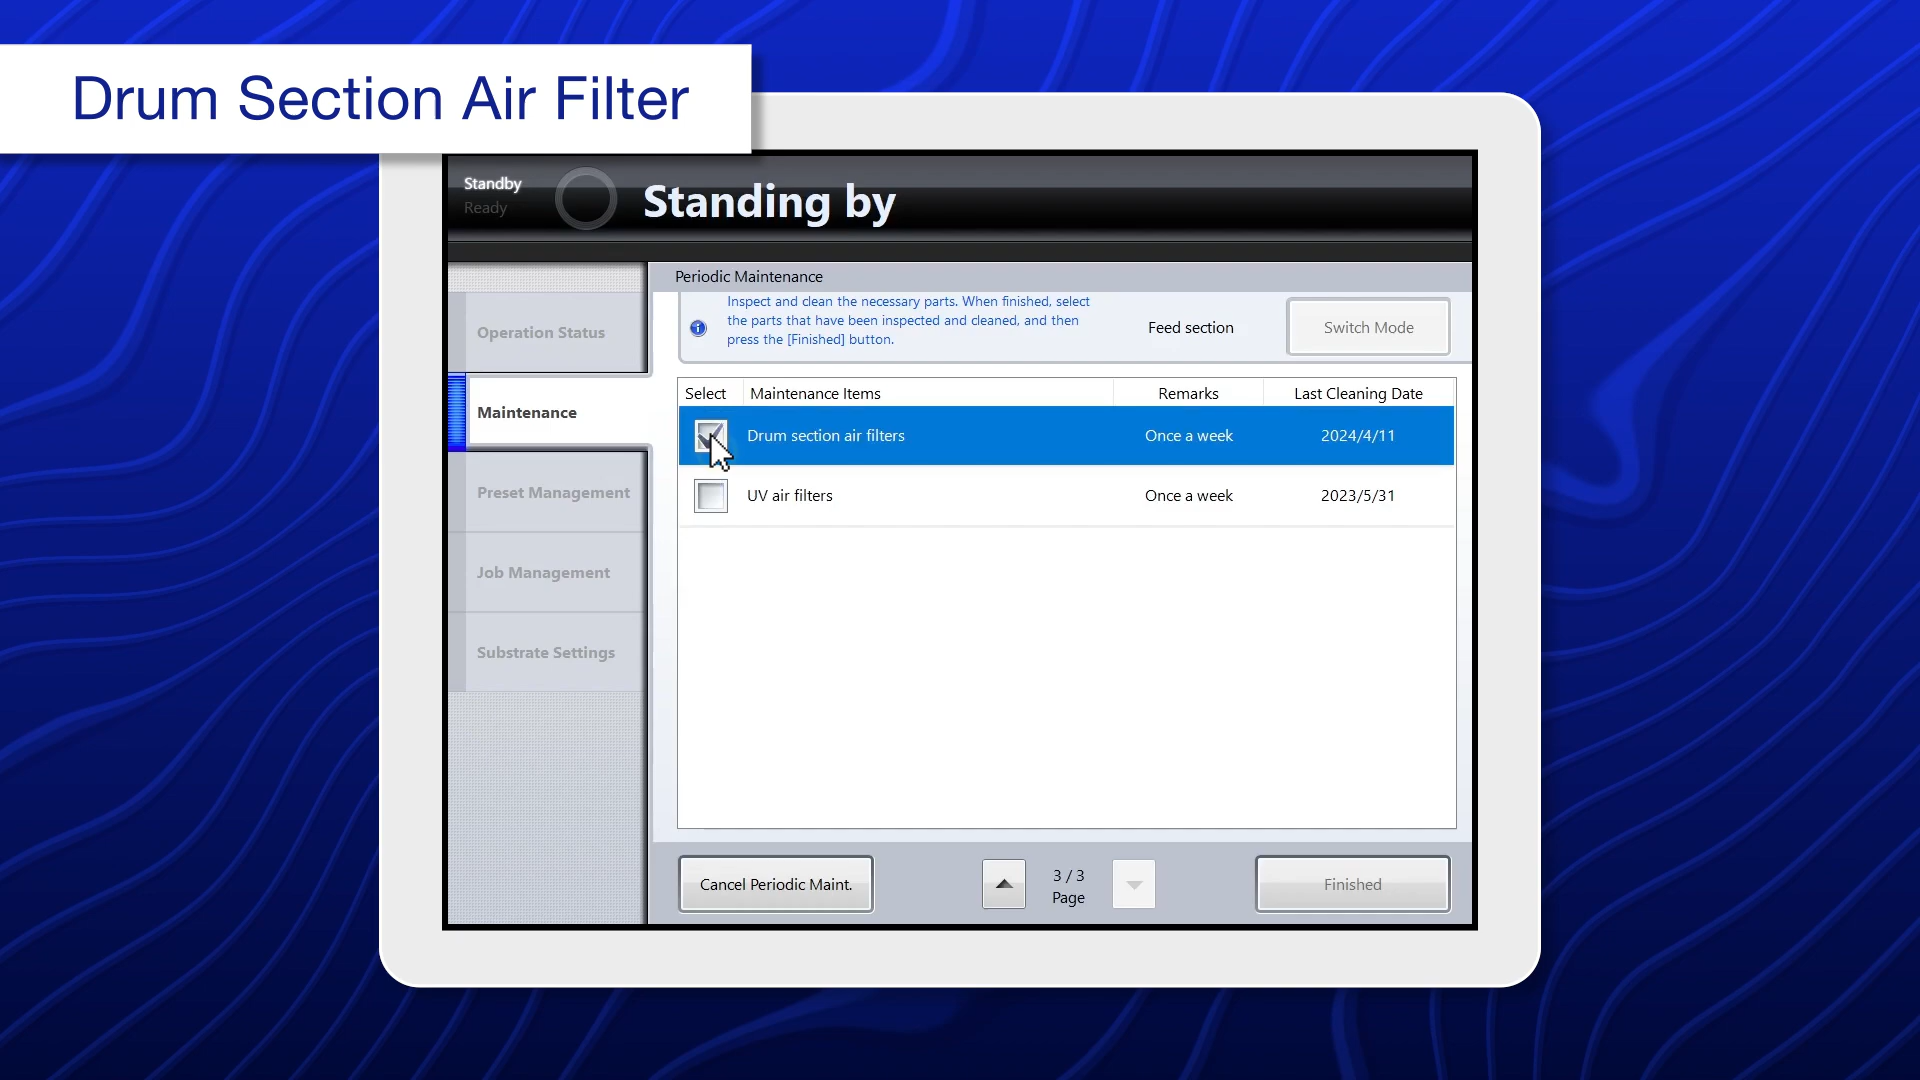 Drum Section Air Filter
Standby
Ready
Standing by
Operation Status
Maintenance
Preset Management
Job Management
Substrate Settings
Periodic Maintenance
Inspect and clean the necessary parts. When finished, select
the parts that have been inspected and cleaned, and then
press the [Finished] button.
Feed section
Switch Mode
Select Maintenance Items Remarks Last Cleaning Date
Drum section air filters Once a week 2024/4/11
UV air filters Once a week 2023/5/31
Cancel Periodic Maint.
3 / 3
Page
Finished